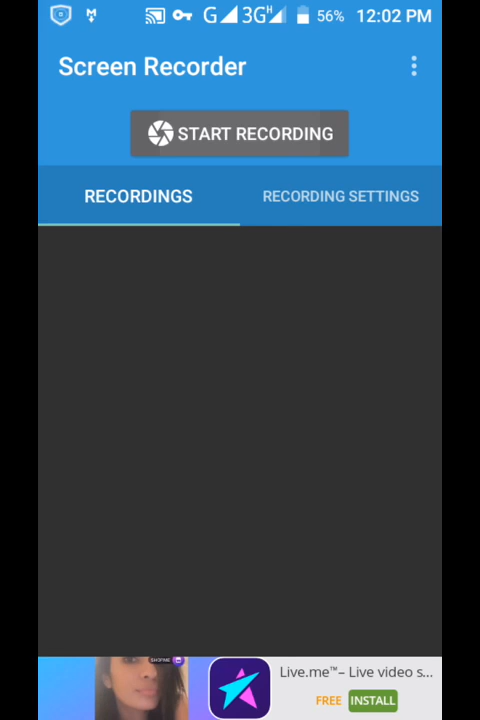 G 3G H 56% 12:02 PM
Screen Recorder
START RECORDING
RECORDINGS RECORDING SETTINGS
Live.me™– Live video s...
FREE INSTALL